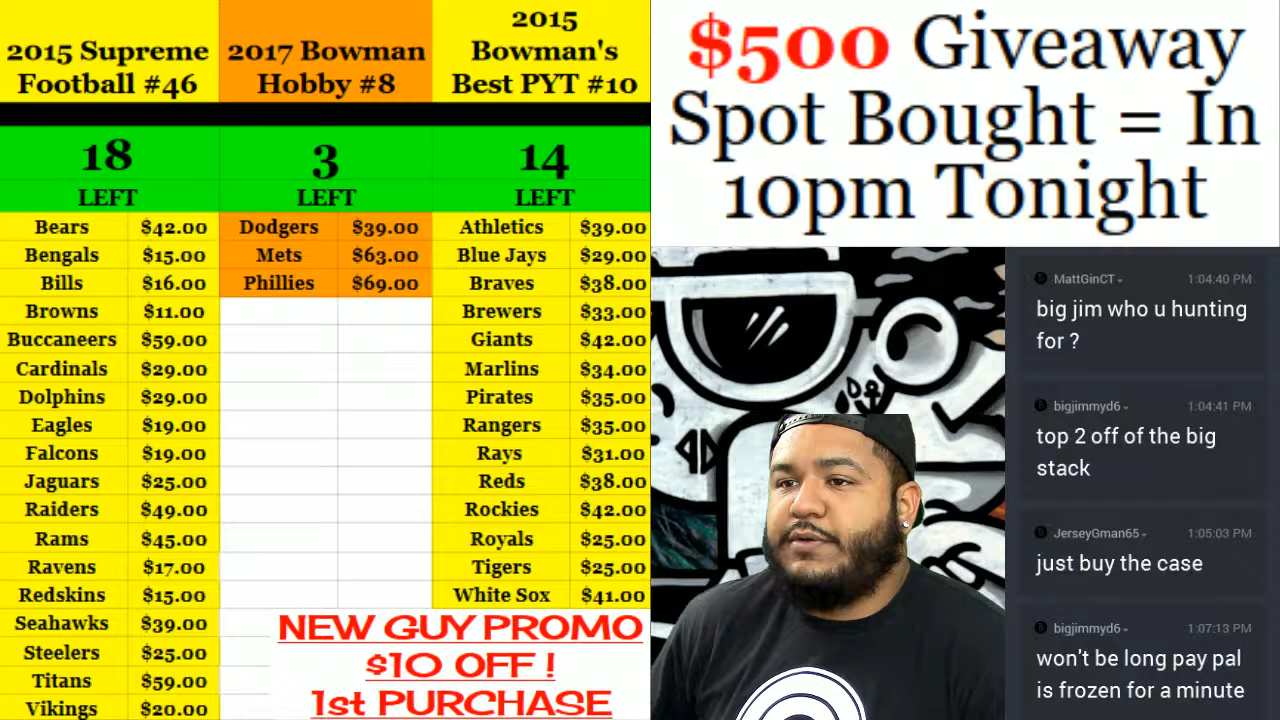 2015 Supreme
Football #46
2017 Bowman
Hobby #8
2015
Bowman's
Best PYT #10
18
LEFT
3
LEFT
14
LEFT
Bears $42.00
Bengals $15.00
Bills $16.00
Browns $11.00
Buccaneers $59.00
Cardinals $29.00
Dolphins $29.00
Eagles $19.00
Falcons $19.00
Jaguars $25.00
Raiders $49.00
Rams $45.00
Ravens $17.00
Redskins $15.00
Seahawks $39.00
Steelers $25.00
Titans $59.00
Vikings $20.00
Dodgers $39.00
Mets $63.00
Phillies $69.00
Athletics $39.00
Blue Jays $29.00
Braves $38.00
Brewers $33.00
Giants $42.00
Marlins $34.00
Pirates $35.00
Rangers $35.00
Rays $31.00
Reds $38.00
Rockies $42.00
Royals $25.00
Tigers $25.00
White Sox $41.00
NEW GUY PROMO
$10 OFF !
1st PURCHASE
$500 Giveaway
Spot Bought = In
10pm Tonight
MattGinCT 1:04:40 PM
big jim who u hunting
for ?
bigjimmyd6 1:04:41 PM
top 2 off of the big
stack
JerseyGman65 1:05:03 PM
just buy the case
bigjimmyd6 1:07:13 PM
won't be long pay pal
is frozen for a minute